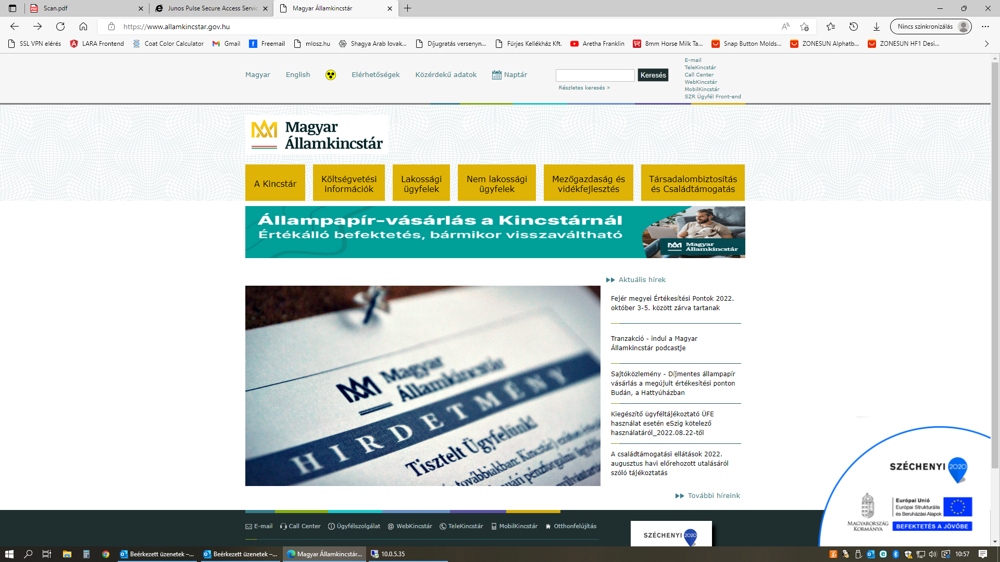 Scan.pdf
Junos Pulse Secure Access Servic
Magyar Államkincstár
https://www.allamkincstar.gov.hu
Nincs szinkronizálás
SSL VPN elérés
LARA Frontend
Coat Color Calculator
Gmail
Freemail
mlosz.hu
Shagya Arab lovak...
Díjugratás versenyn...
Fürjes Kellékház Kft.
Aretha Franklin
8mm Horse Milk Ta...
Snap Button Molds...
ZONESUN Alphatb...
ZONESUN HF1 Desi...
Magyar
English
Elérhetőségek
Közérdekű adatok
Naptár
Keresés
Részletes keresés »
E-mail
TeleKincstár
Call Center
WebKincstár
MobilKincstár
SZR Ügyfél Front-end
Magyar
Államkincstár
A Kincstár
Költségvetési
információk
Lakossági
ügyfelek
Nem lakossági
ügyfelek
Mezőgazdaság és
vidékfejlesztés
Társadalombiztosítás
és Családtámogatás
Állampapír-vásárlás a Kincstárnál
Értékálló befektetés, bármikor visszaváltható
Magyar
Államkincstár
Magyar
Államkincstár
HIRDETMÉNY
Tisztelt Ügyfelünk!
Aktuális hírek
Fejér megyei Értékesítési Pontok 2022.
október 3-5. között zárva tartanak
Tranzakció - indul a Magyar
Államkincstár podcastje
Sajtóközlemény - Díjmentes állampapír
vásárlás a megújult értékesítési ponton
Budán, a Hattyúházban
Kiegészítő ügyféltájékoztató ÜFE
használat esetén eSzig kötelező
használatáról_2022.08.22-től
A családtámogatási ellátások 2022.
augusztus havi előrehozott utalásáról
szóló tájékoztatás
További híreink
SZÉCHENYI 2020
MAGYARORSZÁG
KORMÁNYA
Európai Unió
Európai Strukturális
és Beruházási Alapok
BEFEKTETÉS A JÖVŐBE
E-mail
Call Center
Ügyfélszolgálat
WebKincstár
TeleKincstár
MobilKincstár
Otthonfelújítás
SZÉCHENYI 2020
Beérkezett üzenetek –...
Beérkezett üzenetek –...
Magyar Államkincstár...
10.0.5.35
10:57